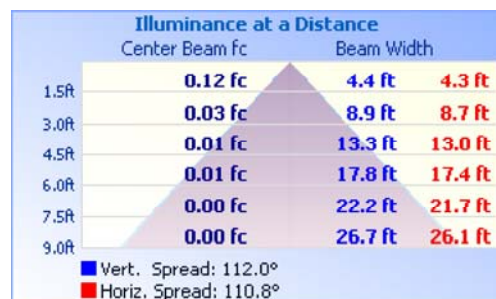 Illuminance at a Distance
Center Beam fc Beam Width
1.5ft 0.12 fc 4.4 ft 4.3 ft
3.0ft 0.03 fc 8.9 ft 8.7 ft
4.5ft 0.01 fc 13.3 ft 13.0 ft
6.0ft 0.01 fc 17.8 ft 17.4 ft
7.5ft 0.00 fc 22.2 ft 21.7 ft
9.0ft 0.00 fc 26.7 ft 26.1 ft
Vert. Spread: 112.0°
Horiz. Spread: 110.8°